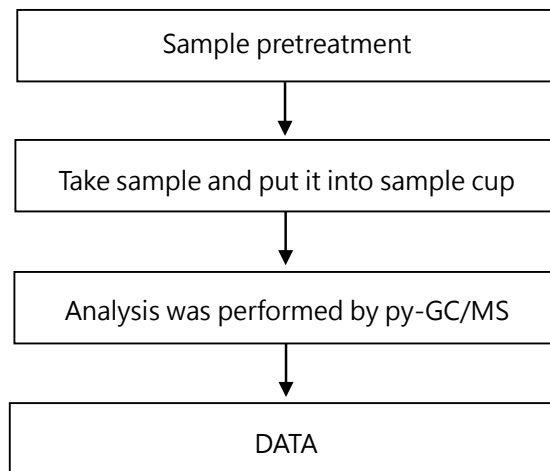 Sample pretreatment
Take sample and put it into sample cup
Analysis was performed by py-GC/MS
DATA